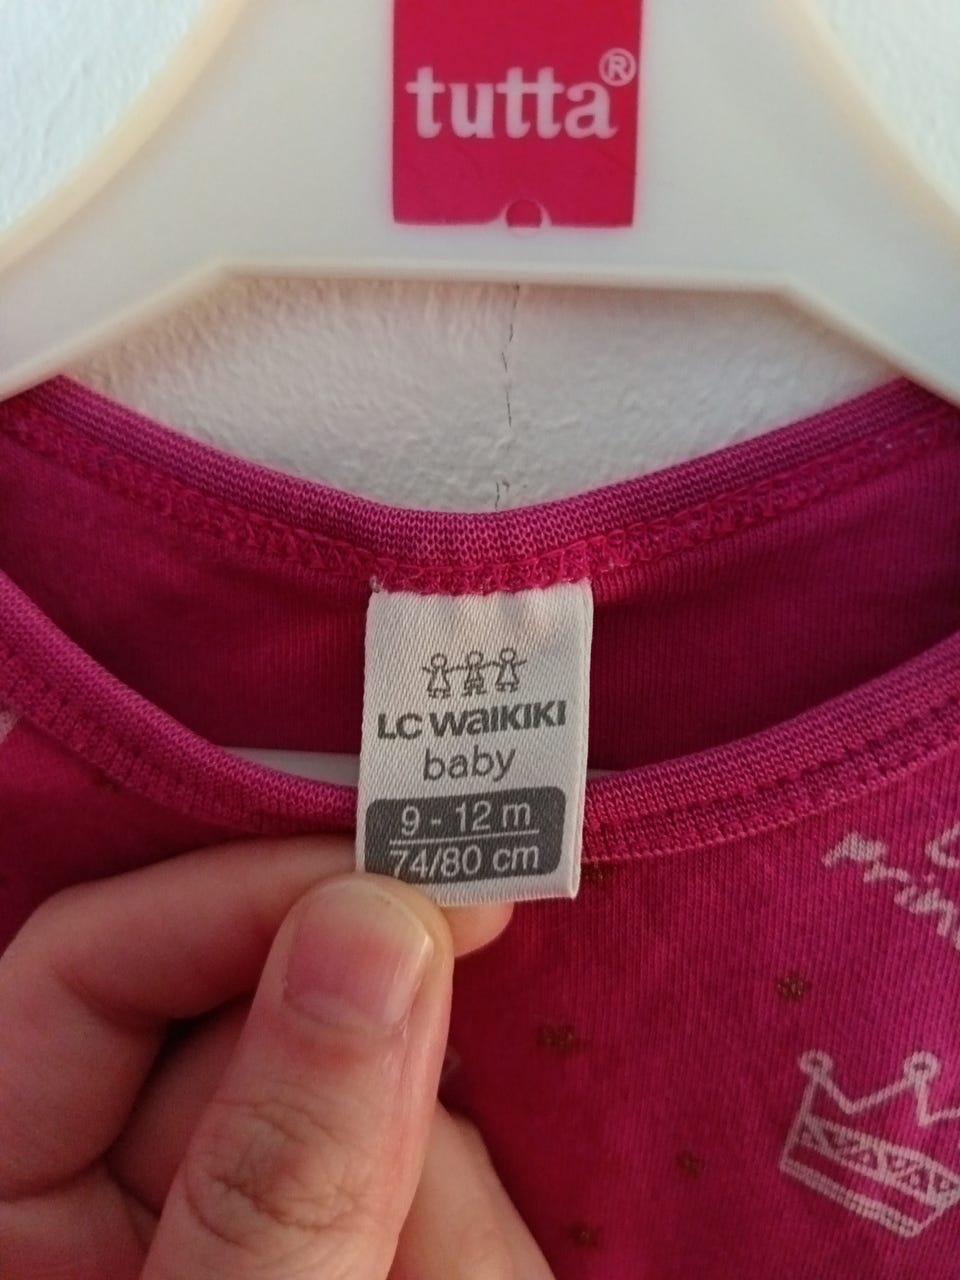 tutta®
LC WAIKIKI
baby
9 - 12 m
74/80 cm